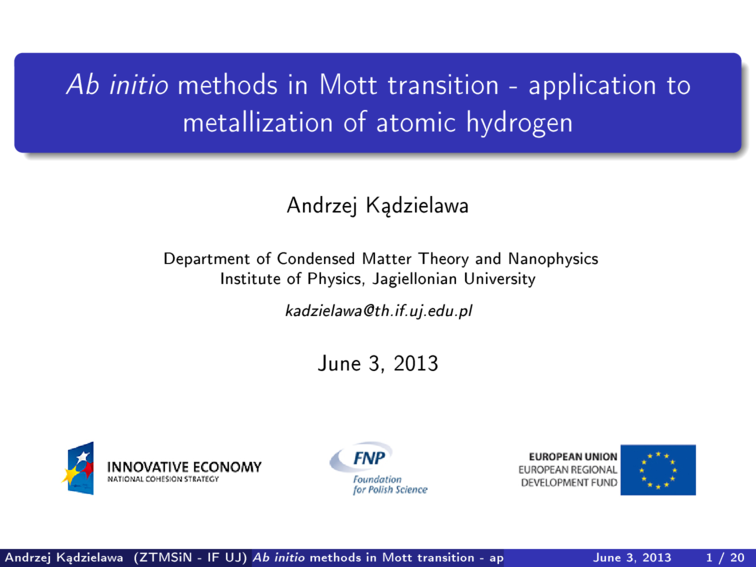 Ab initio methods in Mott transition - application to
metallization of atomic hydrogen
Andrzej Kądzielawa
Department of Condensed Matter Theory and Nanophysics
Institute of Physics, Jagiellonian University
kadzielawa@th.if.uj.edu.pl
June 3, 2013
INNOVATIVE ECONOMY
NATIONAL COHESION STRATEGY
FNP
Foundation
for Polish Science
EUROPEAN UNION
EUROPEAN REGIONAL
DEVELOPMENT FUND
Andrzej Kądzielawa (ZTMSiN - IF UJ) Ab initio methods in Mott transition - ap June 3, 2013 1 / 20